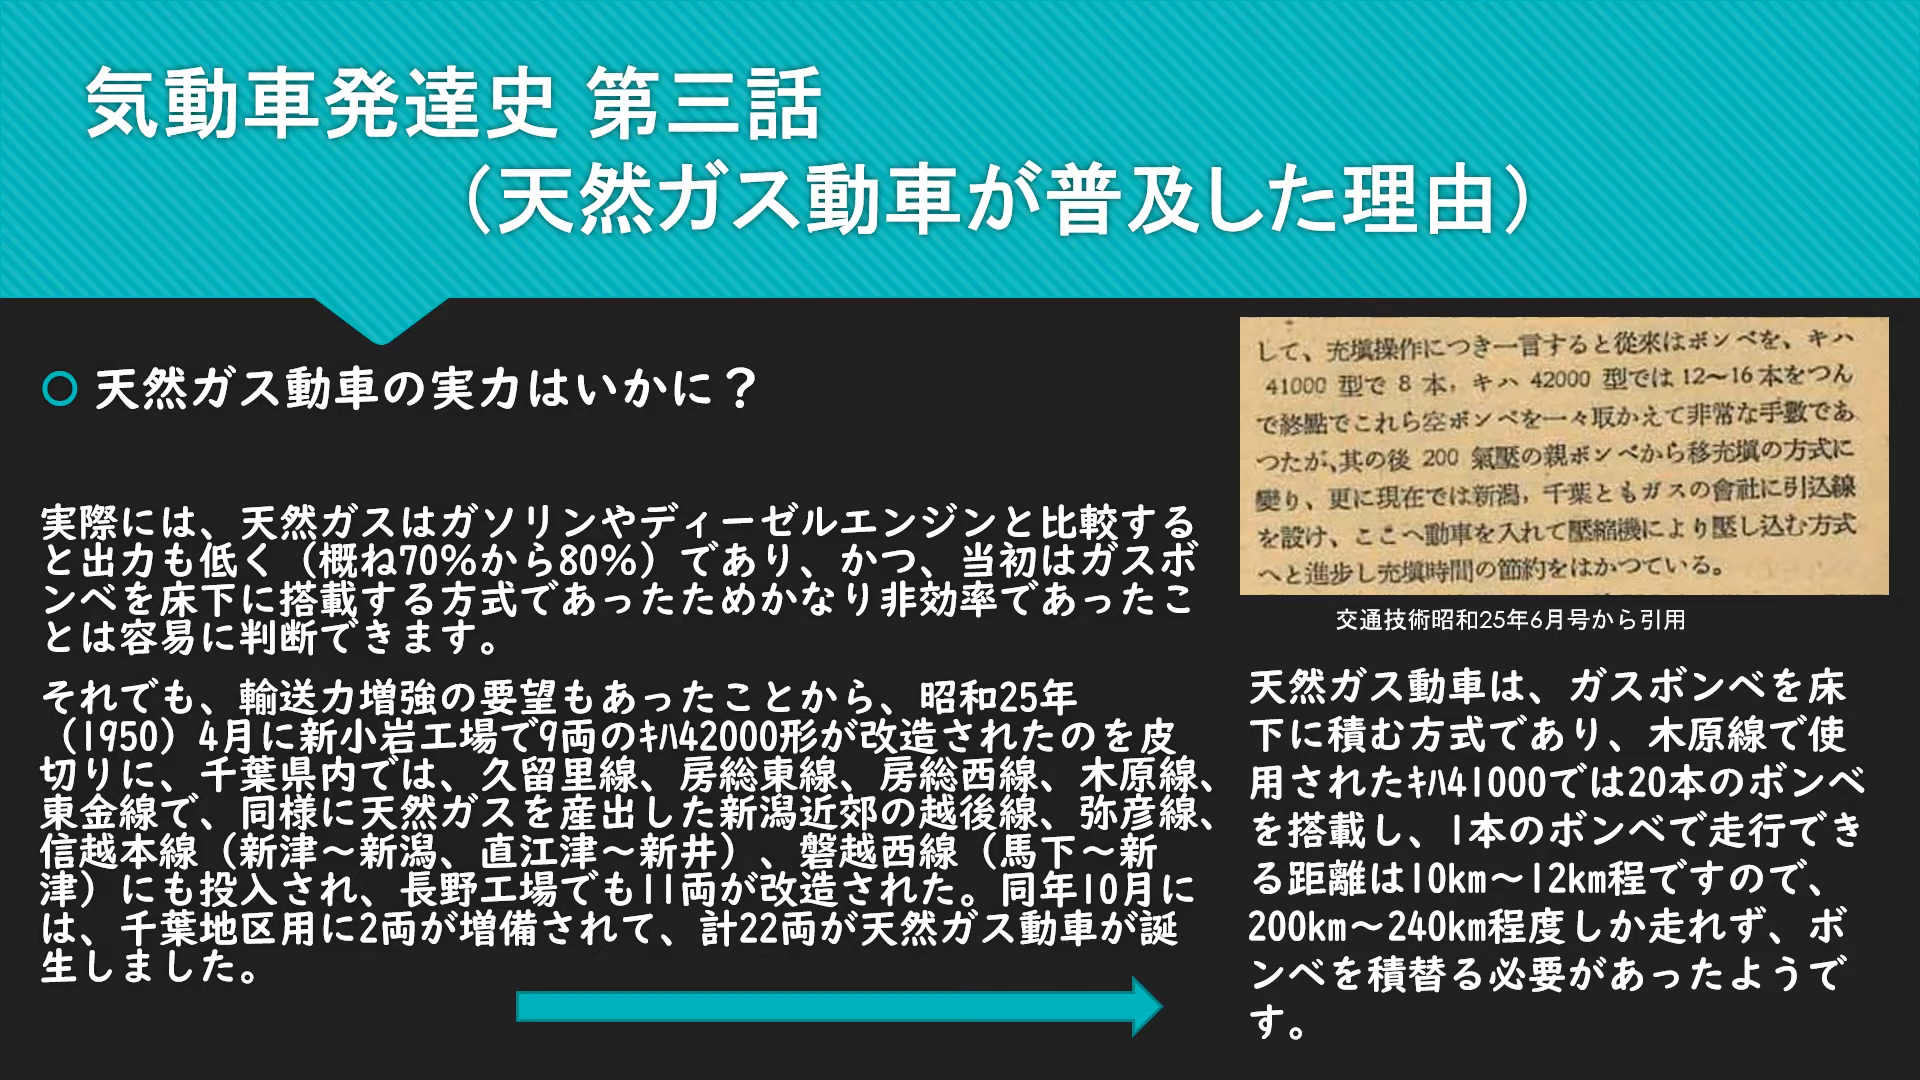 気動車発達史 第三話
（天然ガス動車が普及した理由）
天然ガス動車の実力はいかに？
実際には、天然ガスはガソリンやディーゼルエンジンと比較する
と出力も低く（概ね70％から80％）であり、かつ、当初はガスボ
ンベを床下に搭載する方式であったためかなり非効率であったこ
とは容易に判断できます。
それでも、輸送力増強の要望もあったことから、昭和25年
（1950）4月に新小岩工場で9両のｷﾊ42000形が改造されたのを皮
切りに、千葉県内では、久留里線、房総東線、房総西線、木原線、
東金線で、同様に天然ガスを産出した新潟近郊の越後線、弥彦線、
信越本線（新津～新潟、直江津～新井）、磐越西線（馬下～新
津）にも投入され、長野工場でも11両が改造された。同年10月に
は、千葉地区用に2両が増備されて、計22両が天然ガス動車が誕
生しました。
して、充塡操作につき一言すると從來はボンベを、キハ
41000 型で 8 本，キハ 42000 型では 12〜16 本をつん
で終點でこれら空ボンベを一々取かえて非常な手數であ
つたが、其の後 200 氣壓の親ボンベから移充塡の方式に
變り、更に現在では新潟，千葉ともガスの會社に引込線
を設け、ここへ動車を入れて壓縮機により壓し込む方式
へと進步し充塡時間の節約をはかつている。
交通技術昭和25年6月号から引用
天然ガス動車は、ガスボンベを床
下に積む方式であり、木原線で使
用されたｷﾊ41000では20本のボンベ
を搭載し、1本のボンベで走行でき
る距離は10km～12km程ですので、
200km～240km程度しか走れず、ボ
ンベを積替る必要があったようで
す。